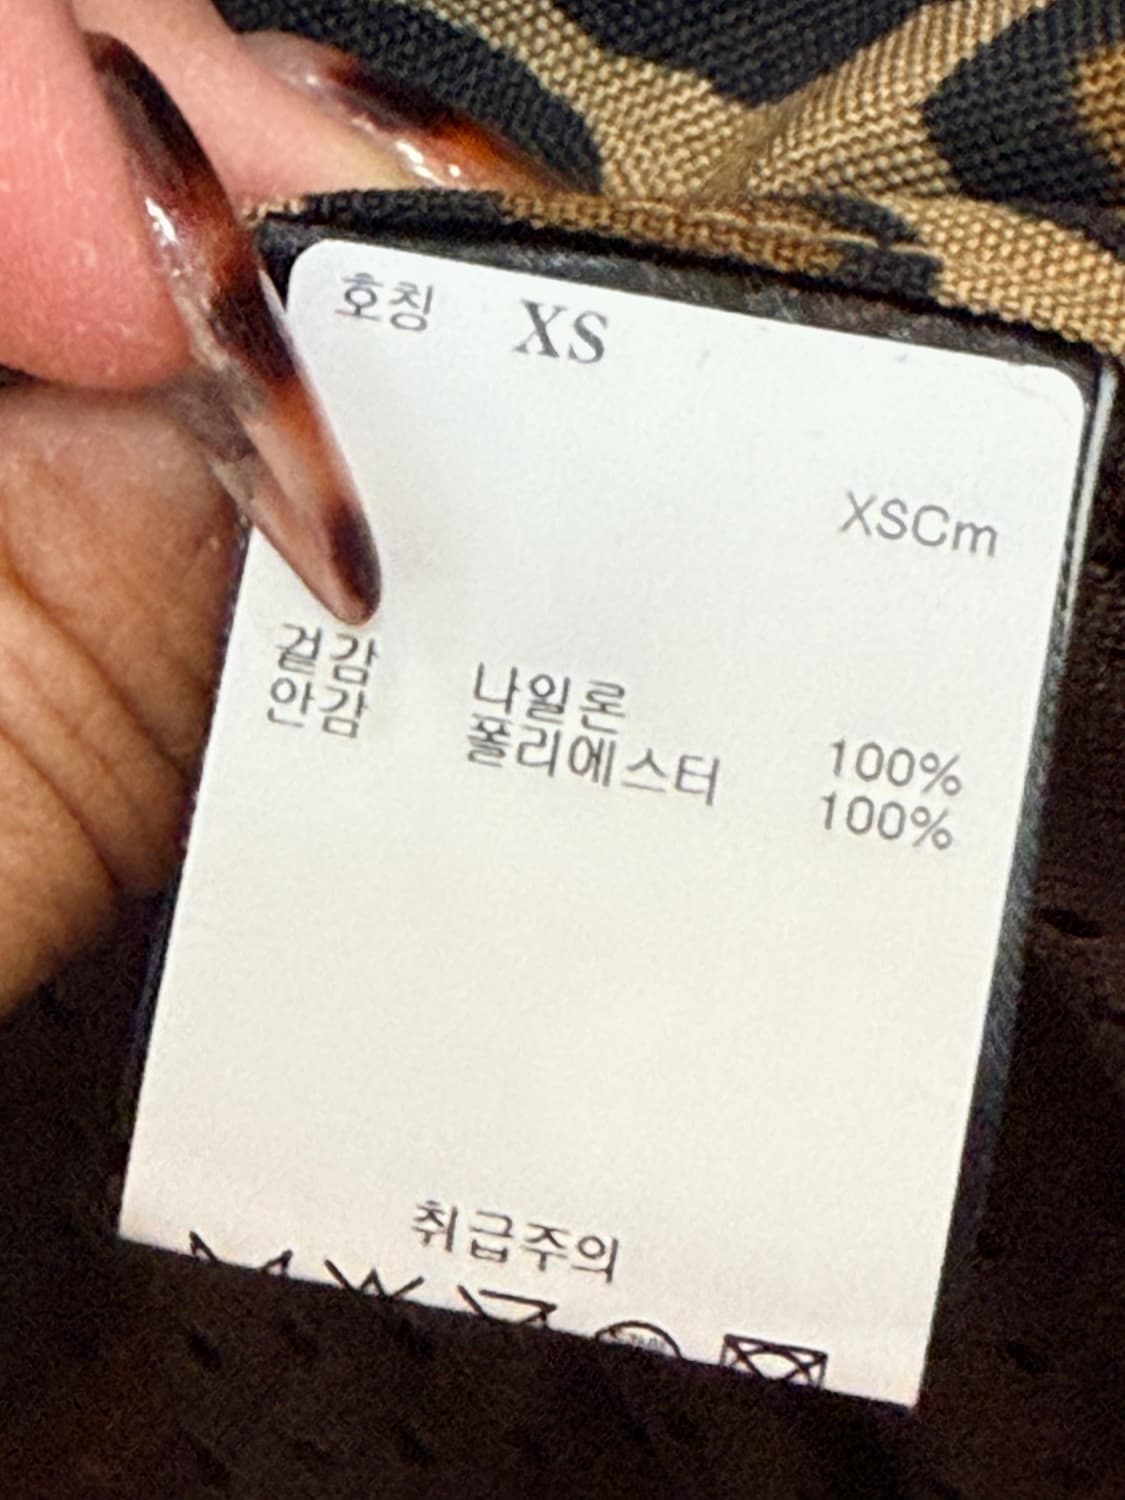 호칭 XS
XSCm
겉감 나일론 100%
안감 폴리에스터 100%
취급주의